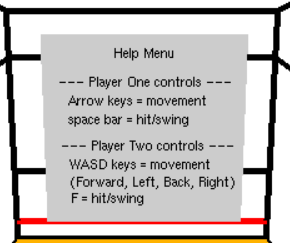 Help Menu
--- Player One controls ---
Arrow keys = movement
space bar = hit/swing
--- Player Two controls ---
WASD keys = movement
(Forward, Left, Back, Right)
F = hit/swing